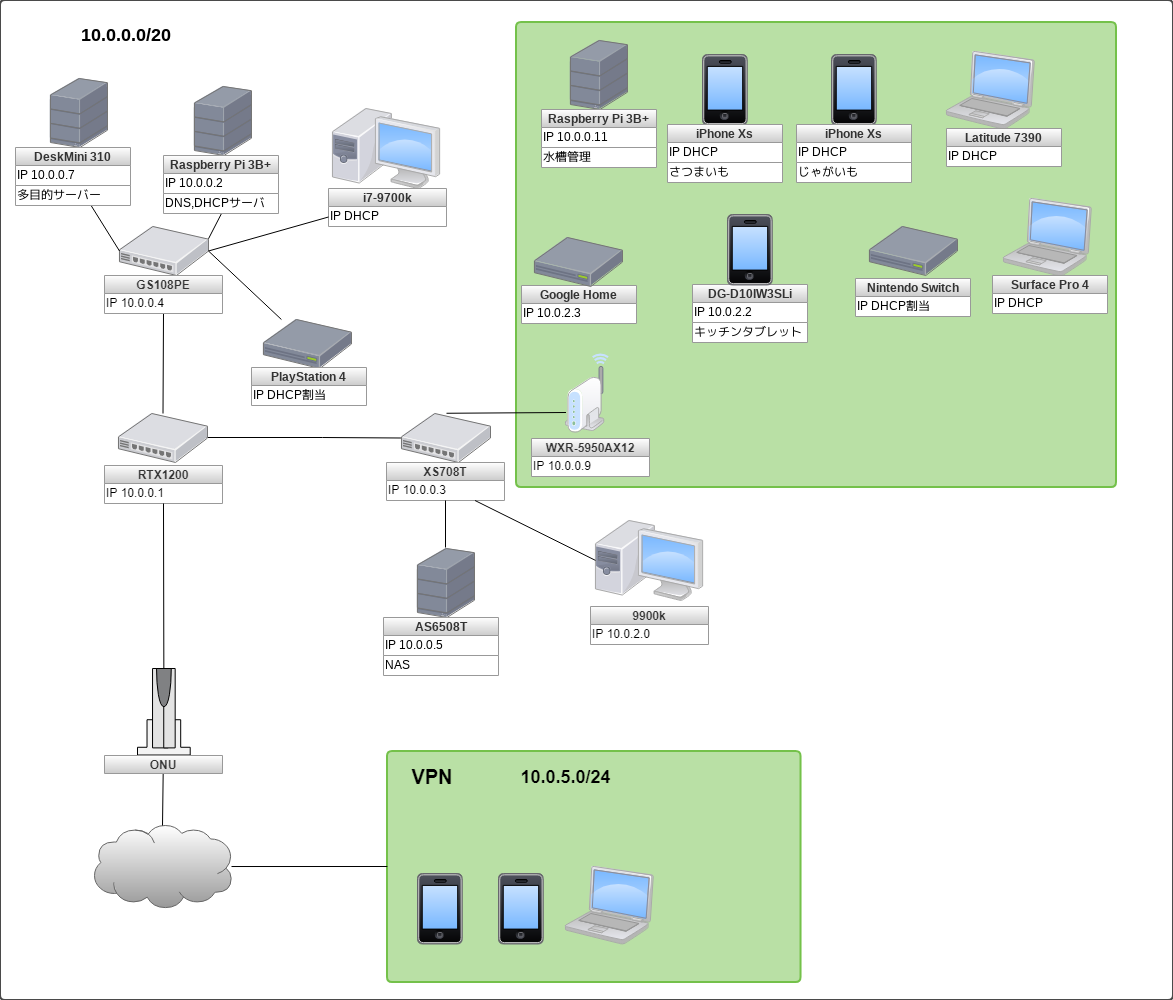 10.0.0.0/20
DeskMini 310
IP 10.0.0.7
多目的サーバー
Raspberry Pi 3B+
IP 10.0.0.2
DNS,DHCPサーバ
i7-9700k
IP DHCP
GS108PE
IP 10.0.0.4
PlayStation 4
IP DHCP割当
RTX1200
IP 10.0.0.1
XS708T
IP 10.0.0.3
AS6508T
IP 10.0.0.5
NAS
9900k
IP 10.0.2.0
Raspberry Pi 3B+
IP 10.0.0.11
水槽管理
iPhone Xs
IP DHCP
さつまいも
iPhone Xs
IP DHCP
じゃがいも
Latitude 7390
IP DHCP
Google Home
IP 10.0.2.3
DG-D10IW3SLi
IP 10.0.2.2
キッチンタブレット
Nintendo Switch
IP DHCP割当
Surface Pro 4
IP DHCP
WXR-5950AX12
IP 10.0.0.9
ONU
VPN
10.0.5.0/24